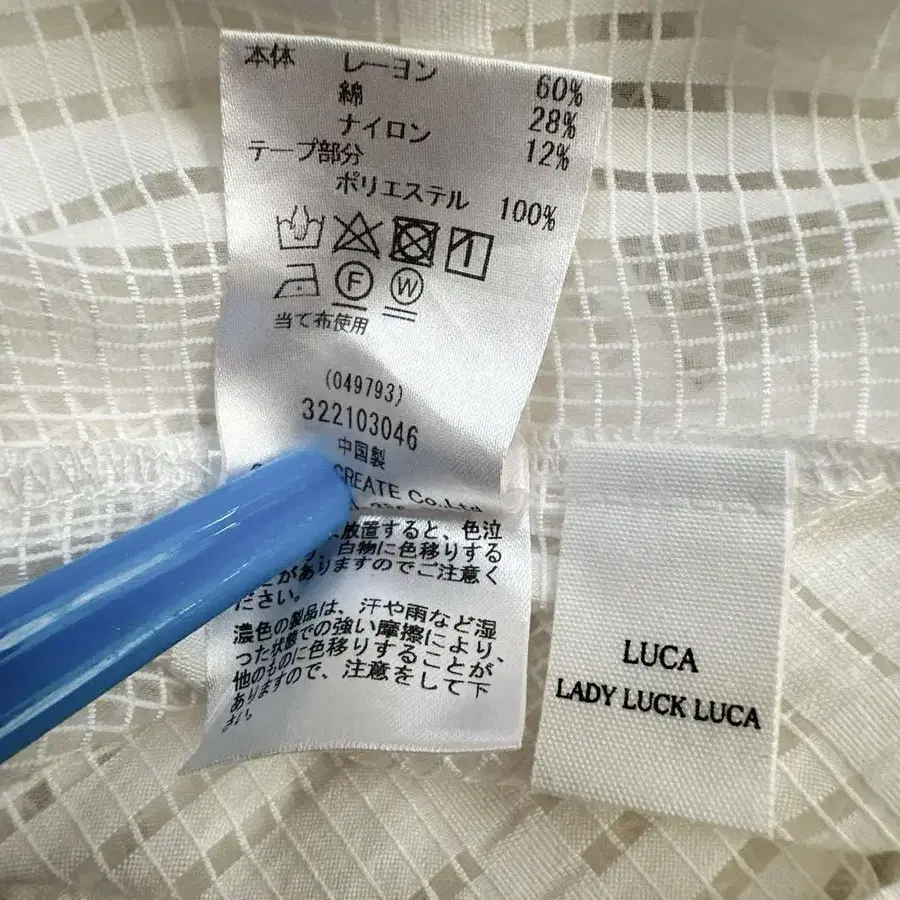 本体 レーヨン 60%
綿 28%
ナイロン 12%
テープ部分
ポリエステル 100%
F W
当て布使用
(049793)
322103046
中国製
CREATE Co.,Ltd
放置すると、色泣
白物に色移りする
がありますのでご注意く
ださい。
濃色の製品は、汗や雨など湿
った状態での強い摩擦により、
他のものに色移りすることが
ありますので、注意をして下
さい。
LUCA
LADY LUCK LUCA